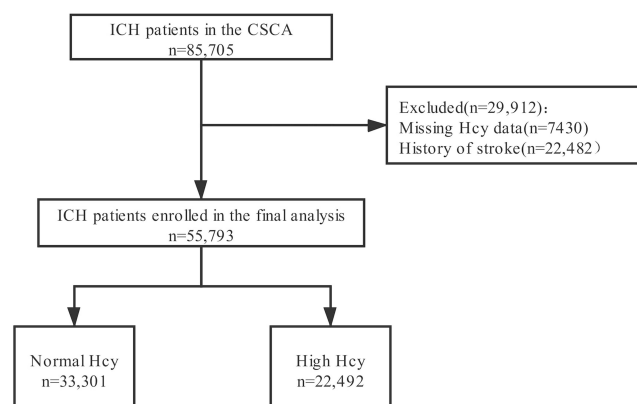 ICH patients in the CSCA
n=85,705
Excluded(n=29,912):
Missing Hcy data(n=7430)
History of stroke(n=22,482）
ICH patients enrolled in the final analysis
n=55,793
Normal Hcy
n=33,301
High Hcy
n=22,492